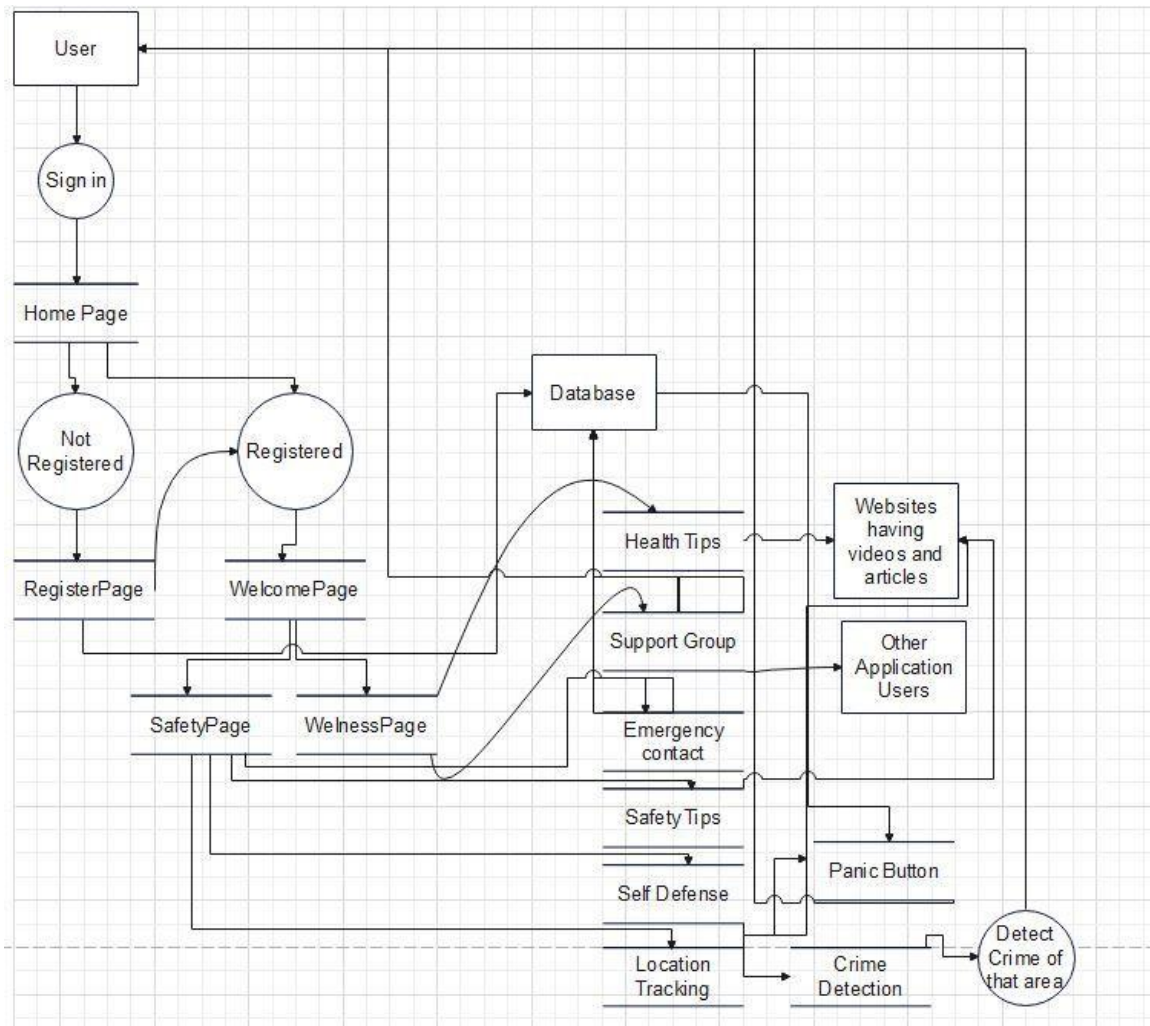 User
Sign in
Home Page
Not
Registered
Registered
Database
RegisterPage
WelcomePage
Health Tips
Websites
having
videos and
articles
Support Group
Other
Application
Users
SafetyPage
WelnessPage
Emergency
contact
Safety Tips
Panic Button
Self Defense
Location
Tracking
Crime
Detection
Detect
Crime of
that area